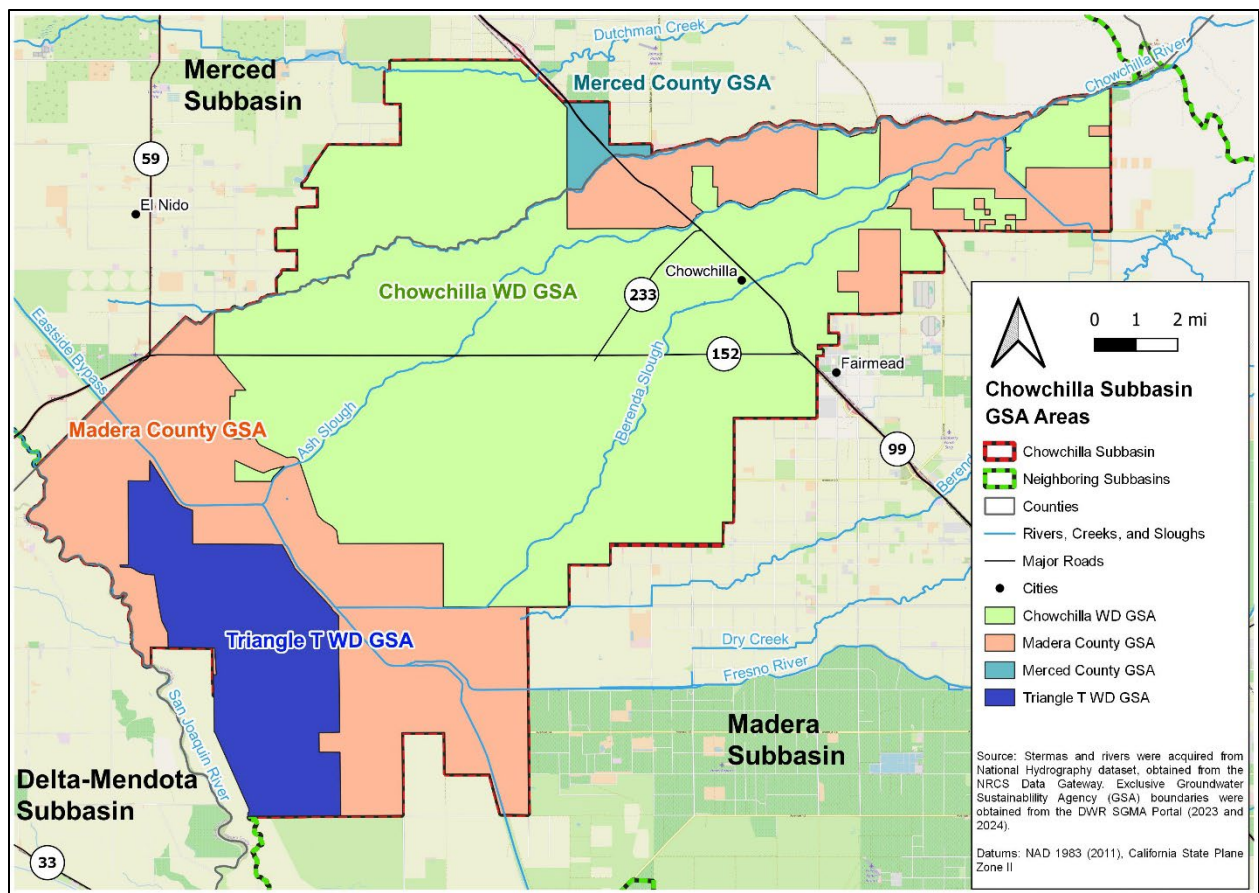 Dutchman Creek
Merced
Subbasin
Merced County GSA
Chowchilla River
59
El Nido
Chowchilla
Chowchilla WD GSA
233
Eastside Bypass
152
Fairmead
Berenda Slough
Ash Slough
Madera County GSA
99
Berend
Triangle T WD GSA
Dry Creek
Fresno River
San Joaquin River
Madera
Subbasin
Delta-Mendota
Subbasin
33
0 1 2 mi
Chowchilla Subbasin
GSA Areas
Chowchilla Subbasin
Neighboring Subbasins
Counties
Rivers, Creeks, and Sloughs
Major Roads
Cities
Chowchilla WD GSA
Madera County GSA
Merced County GSA
Triangle T WD GSA
Source: Stermas and rivers were acquired from
National Hydrography dataset, obtained from the
NRCS Data Gateway. Exclusive Groundwater
Sustainablility Agency (GSA) boundaries were
obtained from the DWR SGMA Portal (2023 and
2024).
Datums: NAD 1983 (2011), California State Plane
Zone II